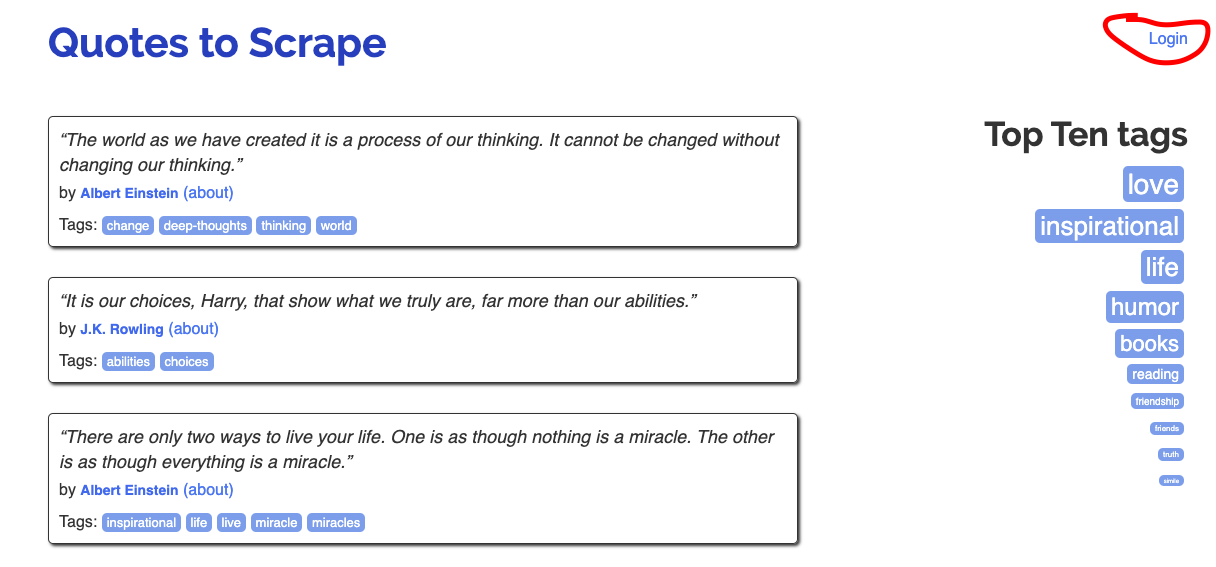 Quotes to Scrape
Login
“The world as we have created it is a process of our thinking. It cannot be changed without
changing our thinking.”
by Albert Einstein (about)
Tags: change deep-thoughts thinking world
“It is our choices, Harry, that show what we truly are, far more than our abilities.”
by J.K. Rowling (about)
Tags: abilities choices
“There are only two ways to live your life. One is as though nothing is a miracle. The other
is as though everything is a miracle.”
by Albert Einstein (about)
Tags: inspirational life live miracle miracles
Top Ten tags
love
inspirational
life
humor
books
reading
friendship
friends
truth
simile